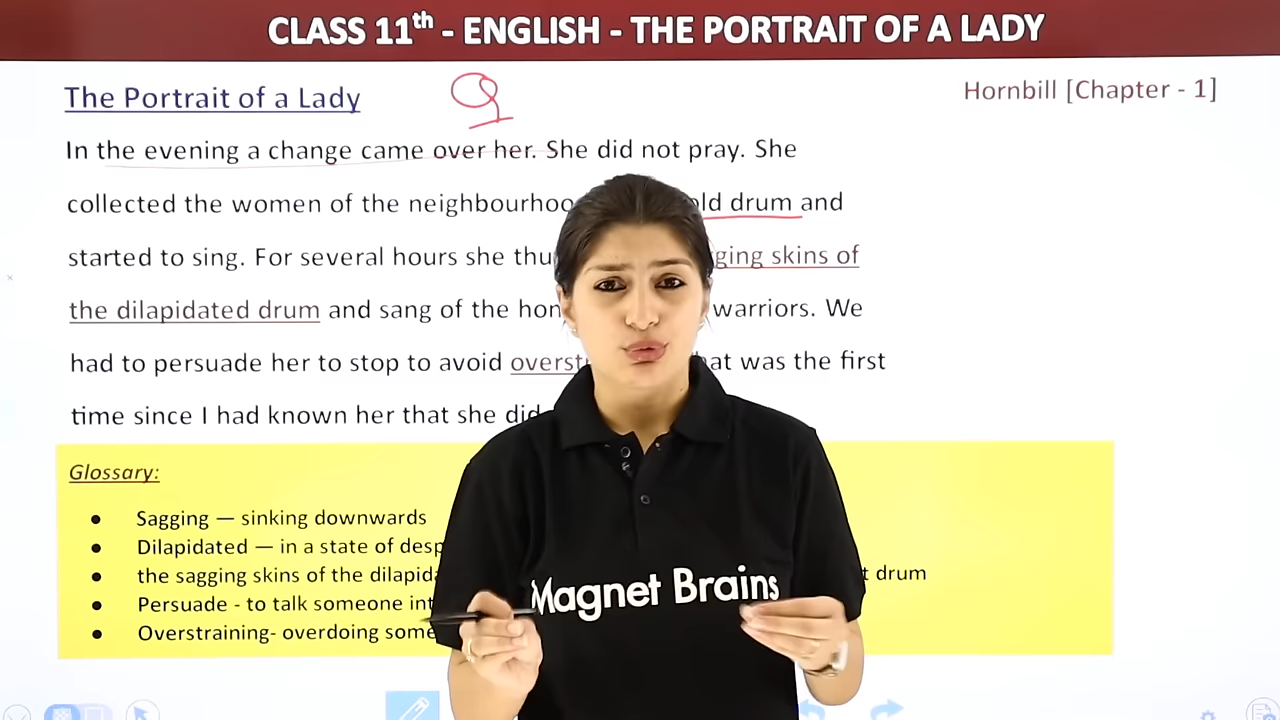 CLASS 11th - ENGLISH - THE PORTRAIT OF A LADY
The Portrait of a Lady
Hornbill [Chapter - 1]
In the evening a change came over her. She did not pray. She
collected the women of the neighbourhoo old drum and
started to sing. For several hours she thu ging skins of
the dilapidated drum and sang of the hon warriors. We
had to persuade her to stop to avoid overst hat was the first
time since I had known her that she did
Glossary:
• Sagging — sinking downwards
• Dilapidated — in a state of desp
• the sagging skins of the dilapida t drum
• Persuade - to talk someone int
• Overstraining- overdoing some
Magnet Brains